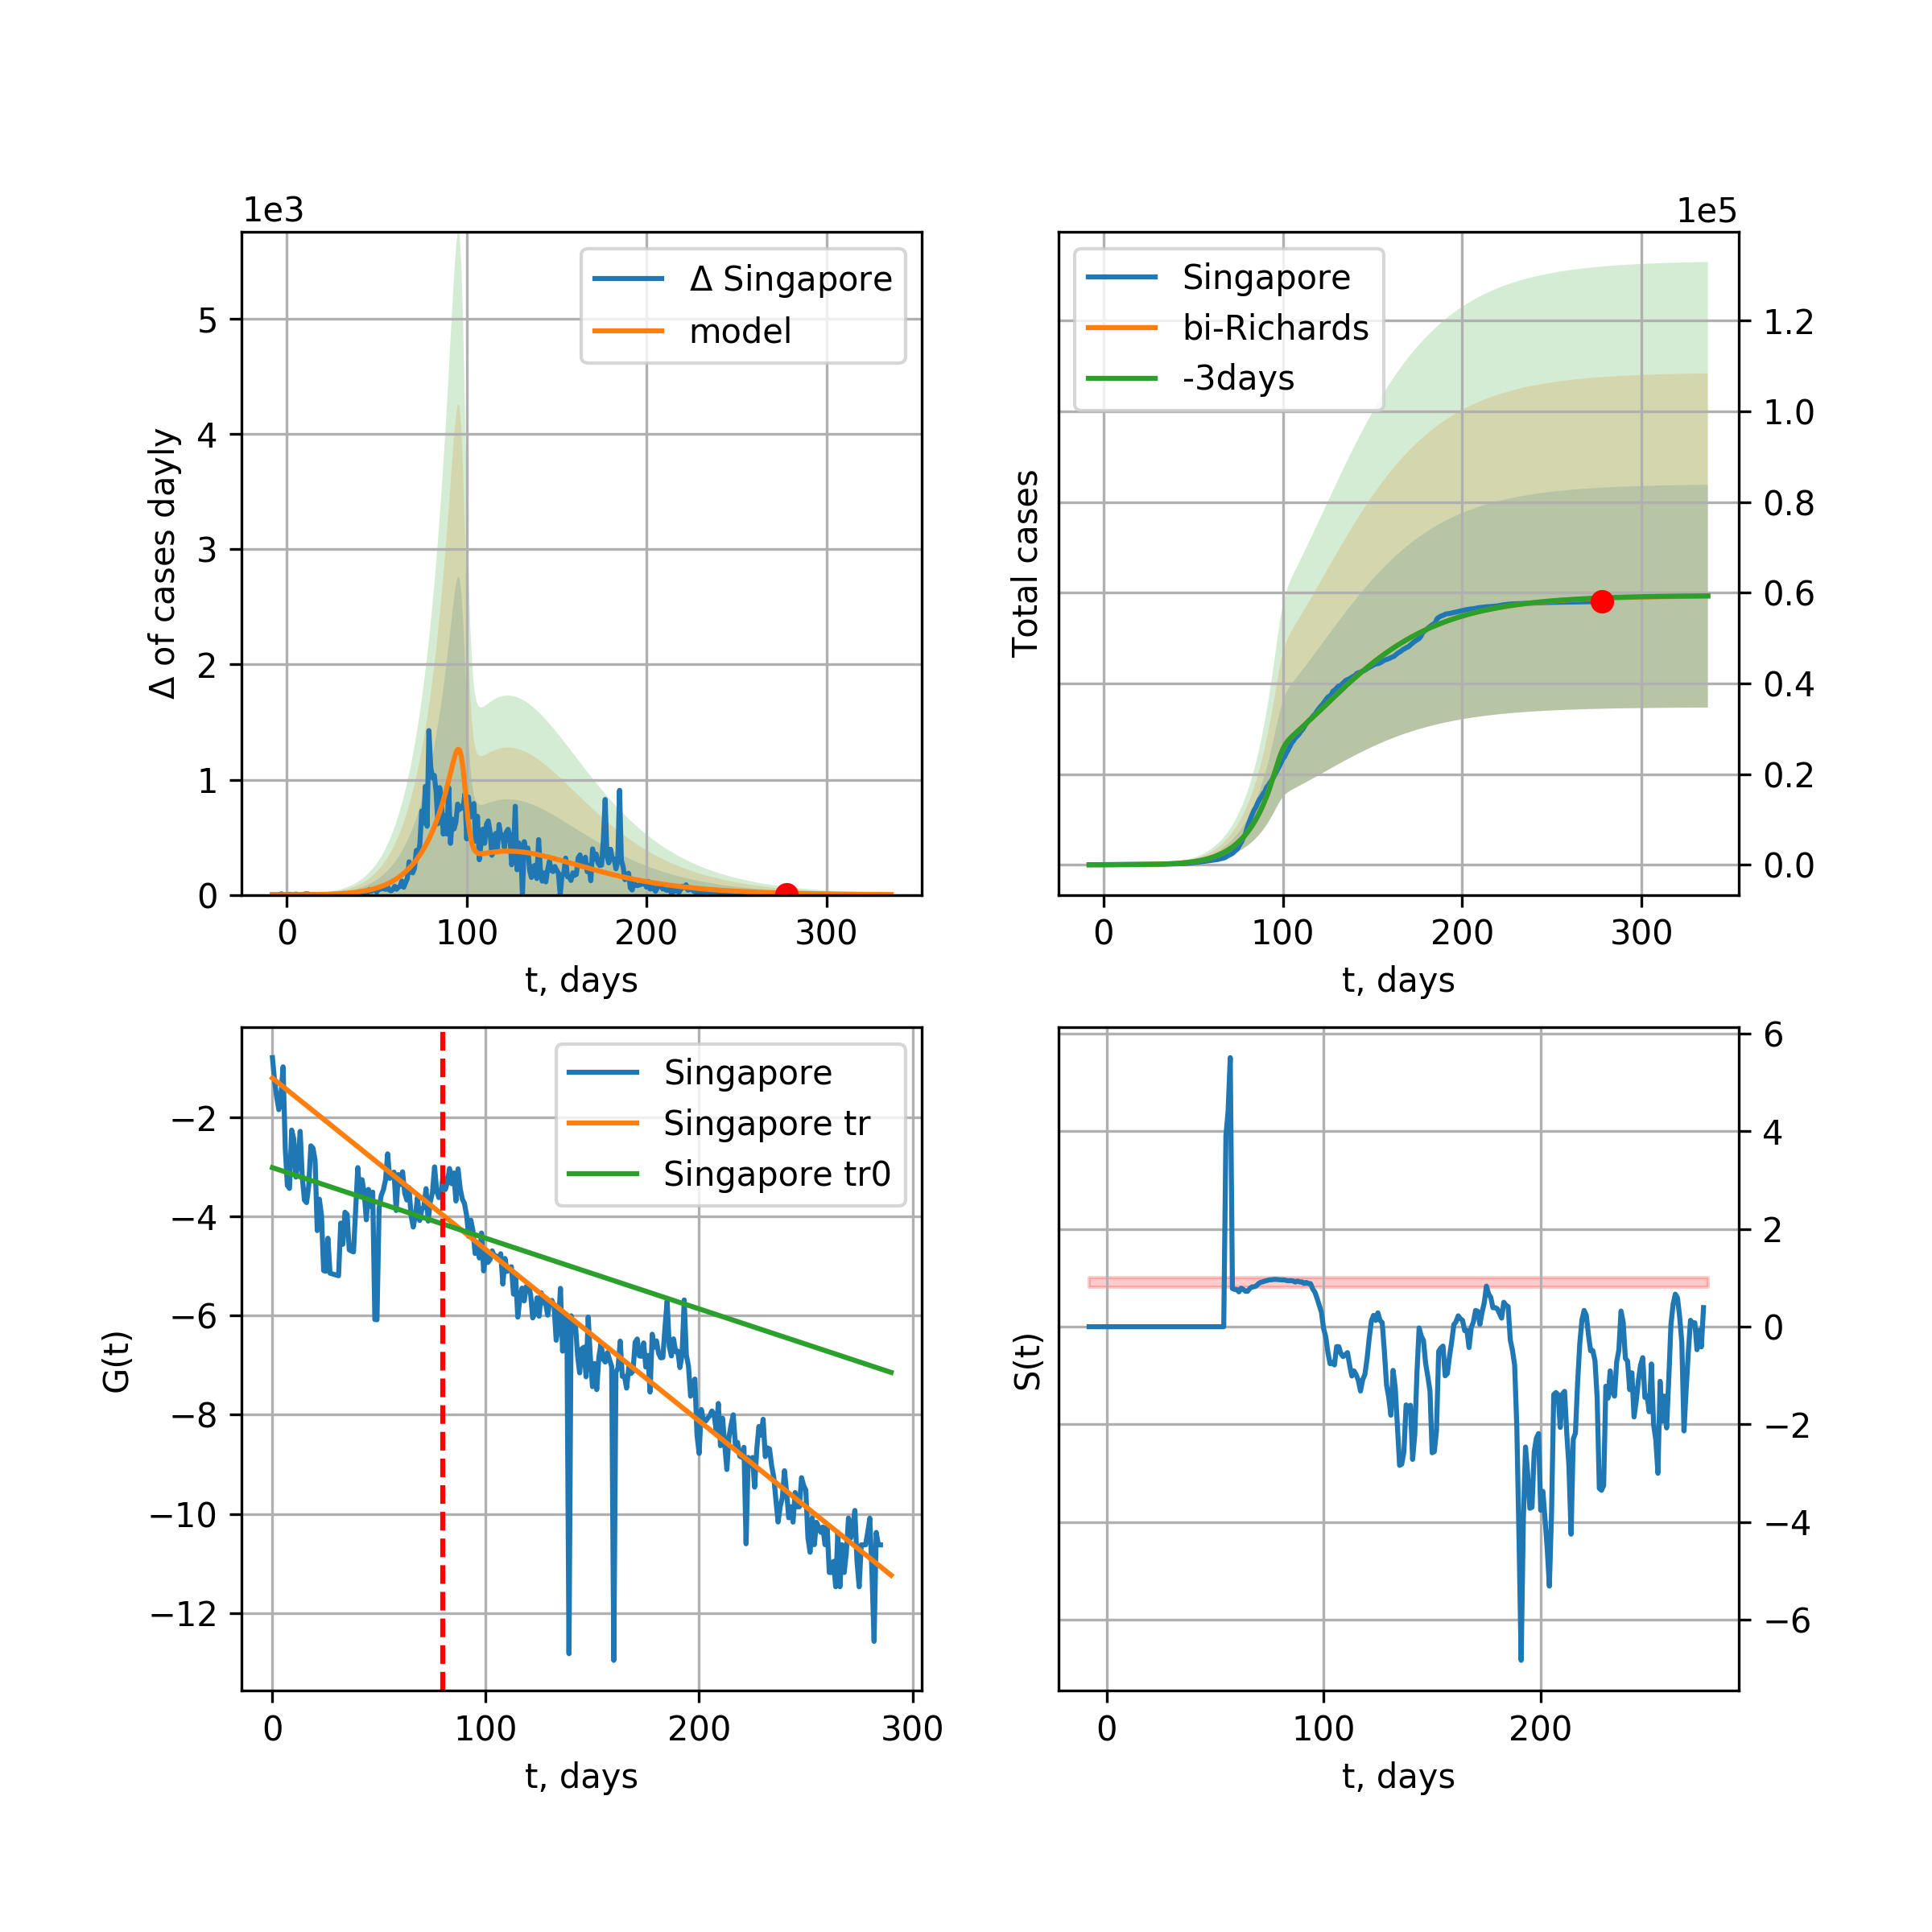 1e3
Δ of cases dayly
5
4
3
2
1
0
Δ Singapore
model
0 100 200 300
t, days
1e5
Total cases
Singapore
bi-Richards
-3days
1.2
1.0
0.8
0.6
0.4
0.2
0.0
0 100 200 300
t, days
G(t)
−2
−4
−6
−8
−10
−12
Singapore
Singapore tr
Singapore tr0
0 100 200 300
t, days
S(t)
6
4
2
0
−2
−4
−6
0 100 200
t, days